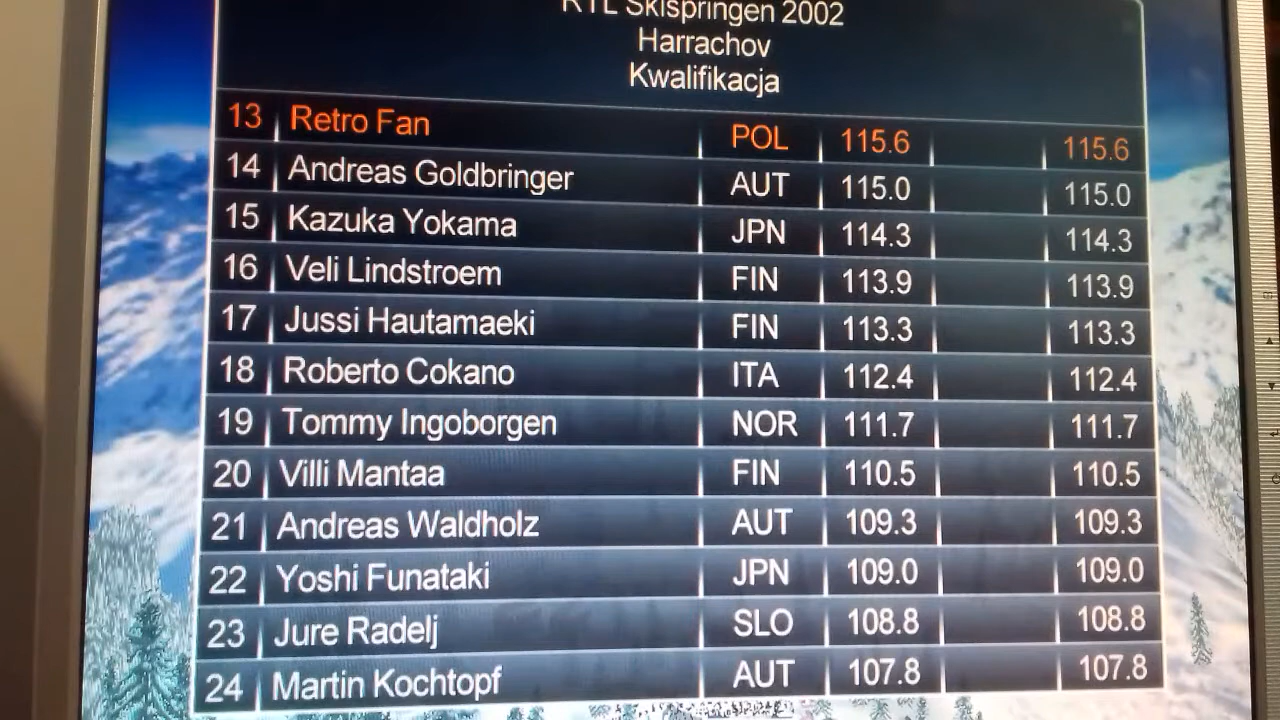 RTL Skispringen 2002
Harrachov
Kwalifikacja
13 Retro Fan POL 115.6 115.6
14 Andreas Goldbringer AUT 115.0 115.0
15 Kazuka Yokama JPN 114.3 114.3
16 Veli Lindstroem FIN 113.9 113.9
17 Jussi Hautamaeki FIN 113.3 113.3
18 Roberto Cokano ITA 112.4 112.4
19 Tommy Ingoborgen NOR 111.7 111.7
20 Villi Mantaa FIN 110.5 110.5
21 Andreas Waldholz AUT 109.3 109.3
22 Yoshi Funataki JPN 109.0 109.0
23 Jure Radelj SLO 108.8 108.8
24 Martin Kochtopf AUT 107.8 107.8